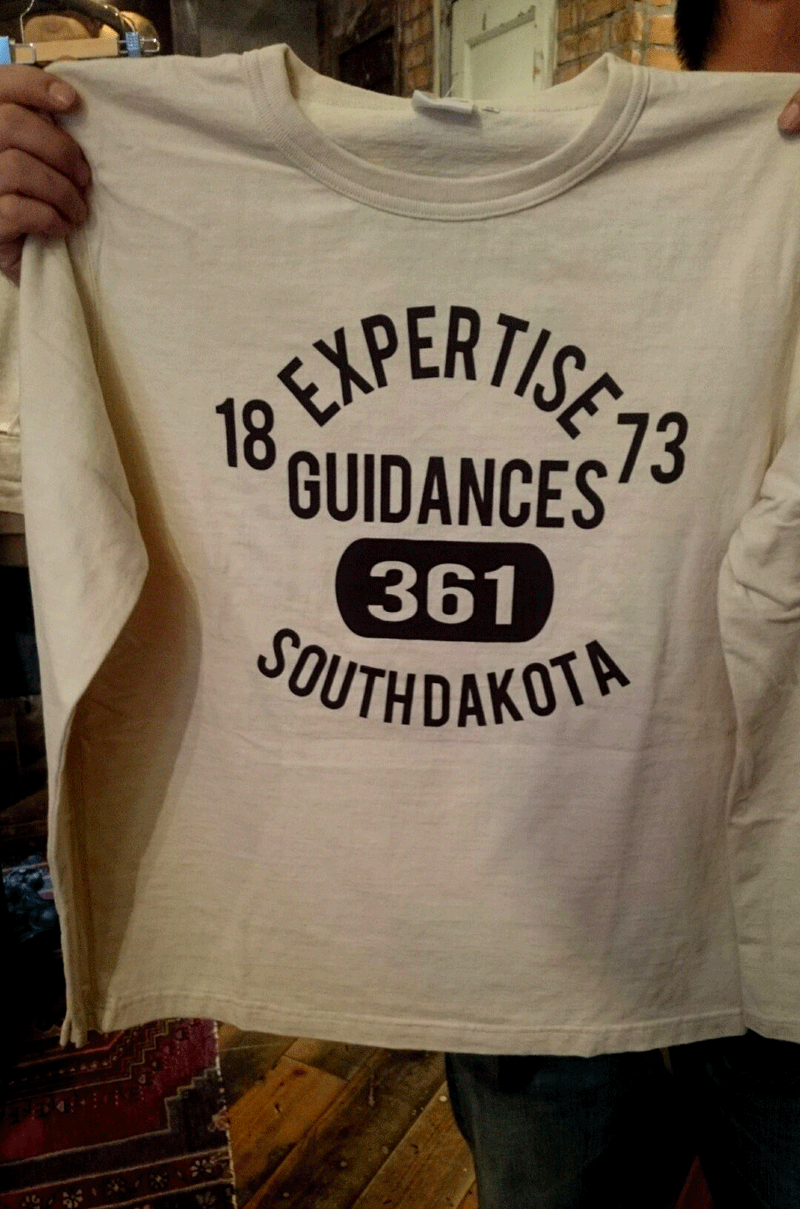 EXPERTISE
18 73
GUIDANCES
361
SOUTHDAKOTA